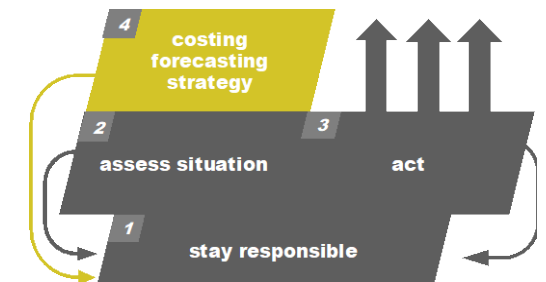 4
costing
forecasting
strategy
2
assess situation
3
act
1
stay responsible